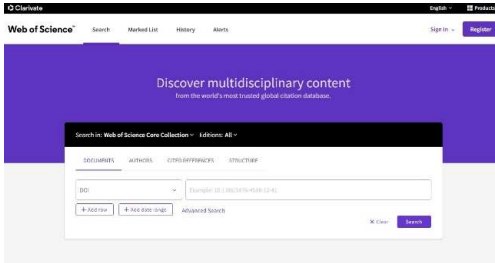 Clarivate English Products
Web of Science™ Search Marked List History Alerts Sign In Register
Discover multidisciplinary content
from the world's most trusted global citation database.
Search in: Web of Science Core Collection Editions: All
DOCUMENTS AUTHORS CITED REFERENCES STRUCTURE
DOI Example:
+ Add row + Add date range Advanced Search
× Clear Search